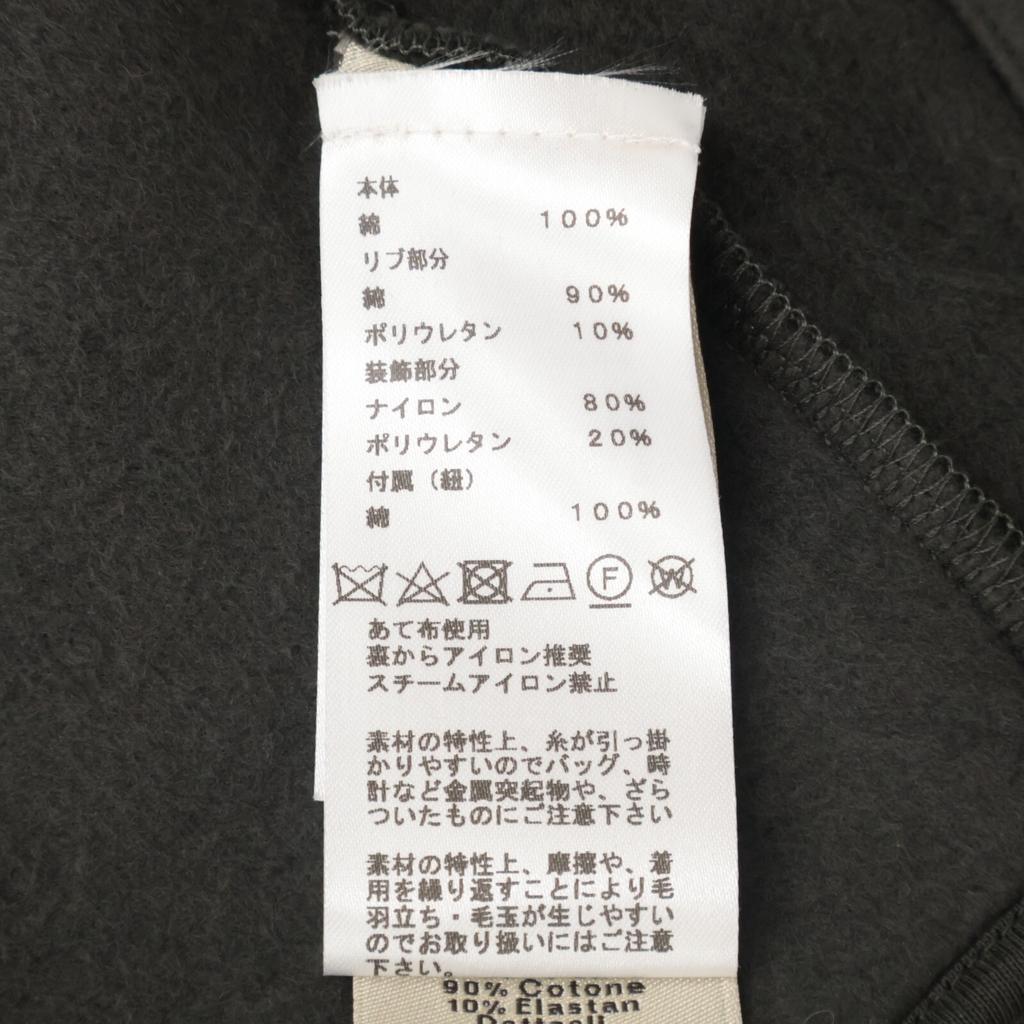 本体
綿 100%
リブ部分
綿 90%
ポリウレタン 10%
装飾部分
ナイロン 80%
ポリウレタン 20%
付属(紐)
綿 100%
F W
あて布使用
裏からアイロン推奨
スチームアイロン禁止
素材の特性上、糸が引っ掛
かりやすいのでバッグ、時
計など金属突起物や、ざら
ついたものにご注意下さい
素材の特性上、摩擦や、着
用を繰り返すことにより毛
羽立ち・毛玉が生じやすい
のでお取り扱いにはご注意
下さい。
90% Cotone
10% Elastan
Dettagli